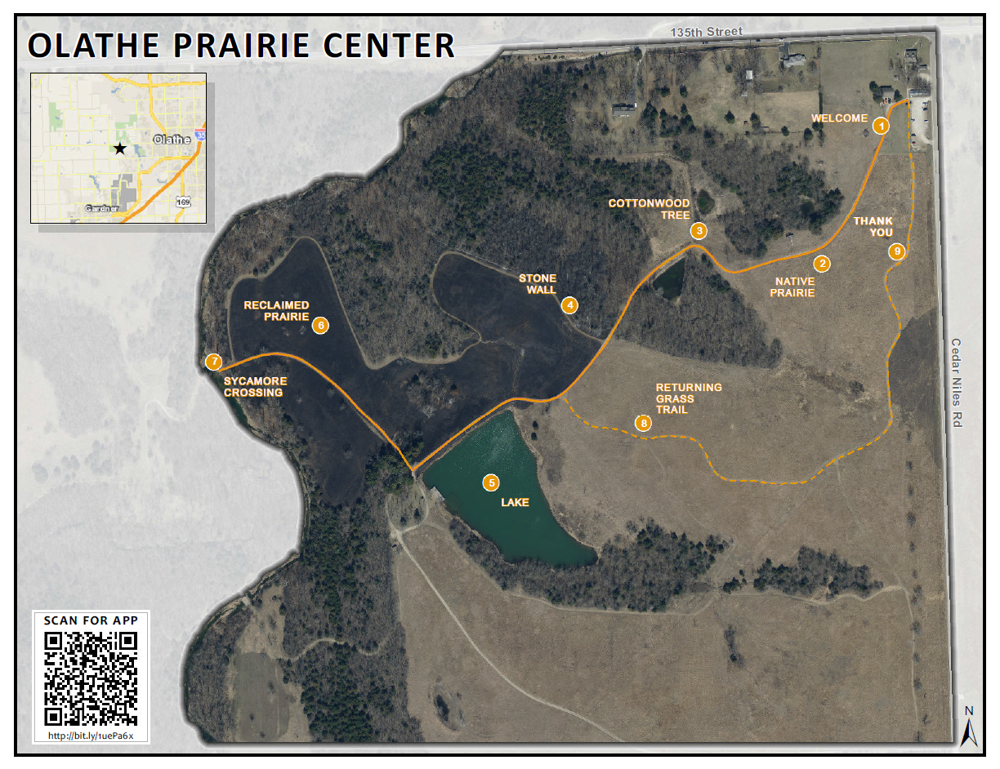 OLATHE PRAIRIE CENTER
135th Street
Olathe
35
Gardner
169
WELCOME
1
COTTONWOOD
TREE
3
THANK
YOU
9
2
NATIVE
PRAIRIE
STONE
WALL
4
RECLAIMED
PRAIRIE
6
7
SYCAMORE
CROSSING
RETURNING
GRASS
TRAIL
8
Cedar Niles Rd
5
LAKE
SCAN FOR APP
http://bit.ly/1uePa6x
N